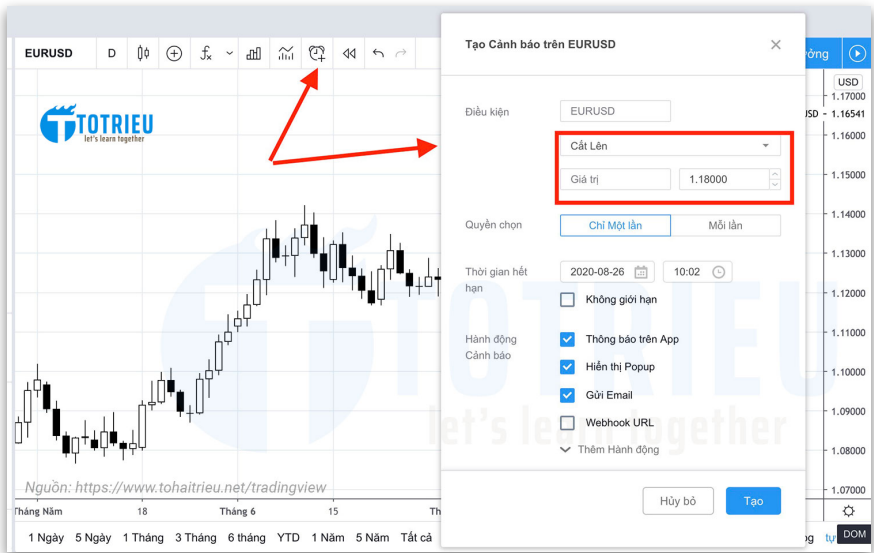 EURUSD D
TOTRIEU
let's learn together
Tạo Cảnh báo trên EURUSD
Điều kiện EURUSD
Cắt Lên
Giá trị 1.18000
Quyền chọn Chỉ Một lần Mỗi lần
Thời gian hết hạn 2020-08-26 10:02
Không giới hạn
Hành động Cảnh báo
Thông báo trên App
Hiển thị Popup
Gửi Email
Webhook URL
Thêm Hành động
Hủy bỏ Tạo
USD
1.17000
1.16541
1.16000
1.15000
1.14000
1.13000
1.12000
1.11000
1.10000
1.09000
1.08000
1.07000
TOTRIEU
let's learn together
Nguồn: https://www.tohaitrieu.net/tradingview
Tháng Năm 18 Tháng 6 15
1 Ngày 5 Ngày 1 Tháng 3 Tháng 6 tháng YTD 1 Năm 5 Năm Tất cả
DOM